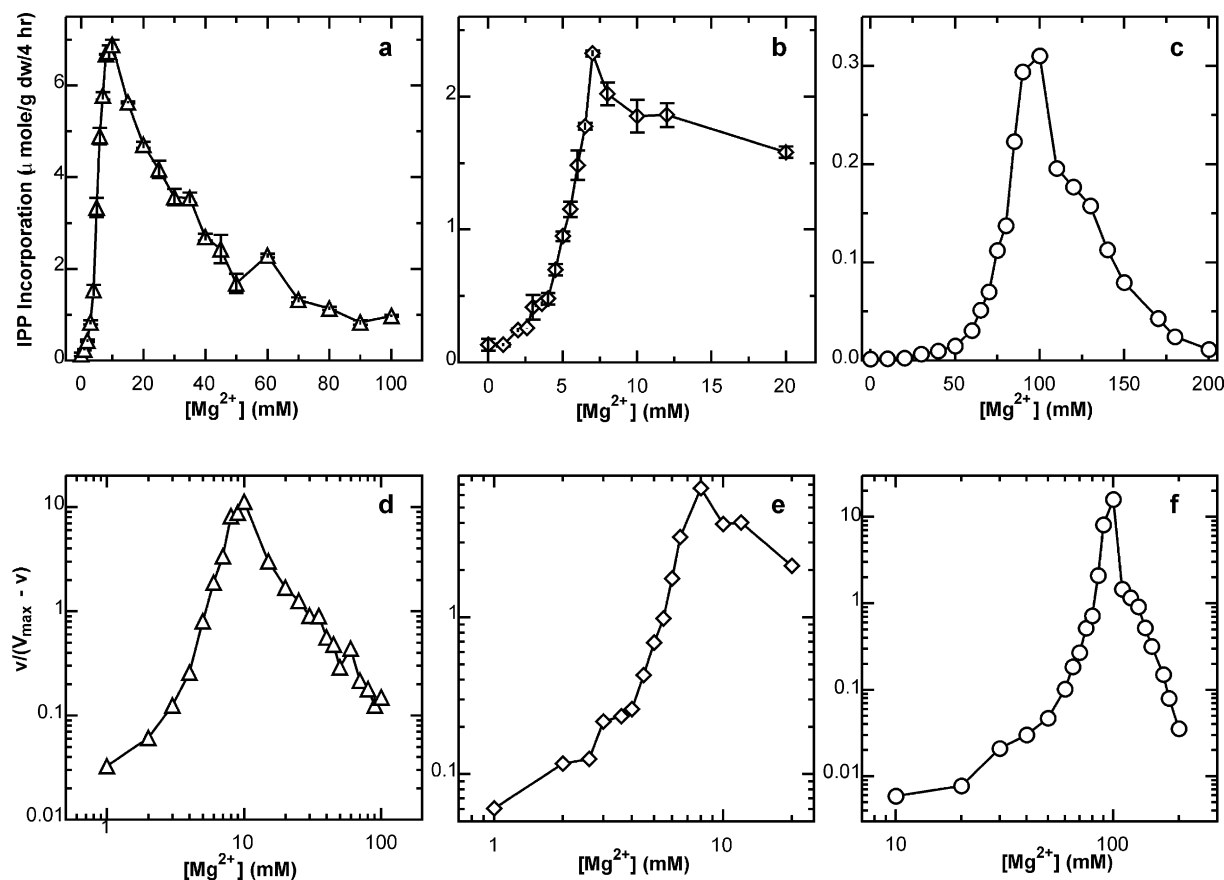 a
b
c
IPP Incorporation (μ mole/g dw/4 hr)
6
4
2
0
2
1
0
0.3
0.2
0.1
0.0
0 20 40 60 80 100
0 5 10 15 20
0 50 100 150 200
[Mg2+] (mM)
[Mg2+] (mM)
[Mg2+] (mM)
d
e
f
v/(Vmax - v)
10
1
0.1
0.01
1
0.1
10
1
0.1
0.01
1 10 100
1 10
10 100
[Mg2+] (mM)
[Mg2+] (mM)
[Mg2+] (mM)